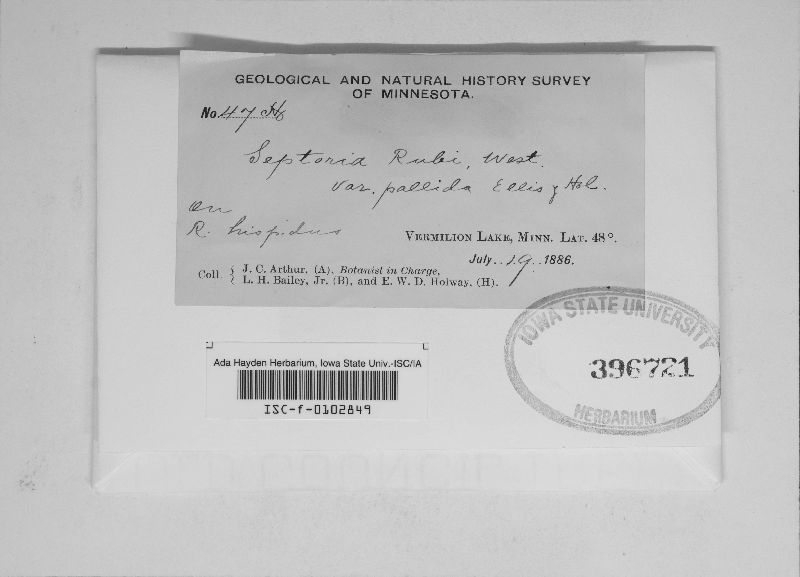 GEOLOGICAL AND NATURAL HISTORY SURVEY
OF MINNESOTA.
No. 47 H
Septoria Rubi, West.
Var. pallida Ellis & Hol.
on
R. hispidus
VERMILION LAKE, MINN. LAT. 48°.
July 19 1886.
Coll. { J. C. Arthur, (A), Botanist in Charge,
L. H. Bailey, Jr. (B), and E. W. D. Holway, (H).
IOWA STATE UNIVERSITY
396721
HERBARIUM
Ada Hayden Herbarium, Iowa State Univ.-ISC/IA
ISC-f-0102849